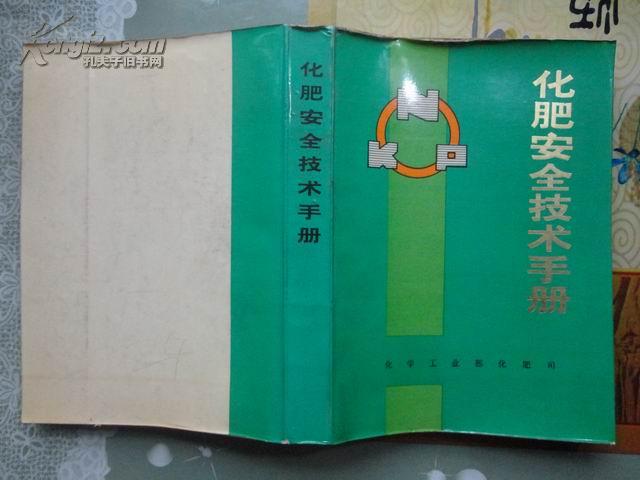 Kongfz.com
孔夫子旧书网
化肥安全技术手册
N
K P
化肥安全技术手册
化学工业部化肥司